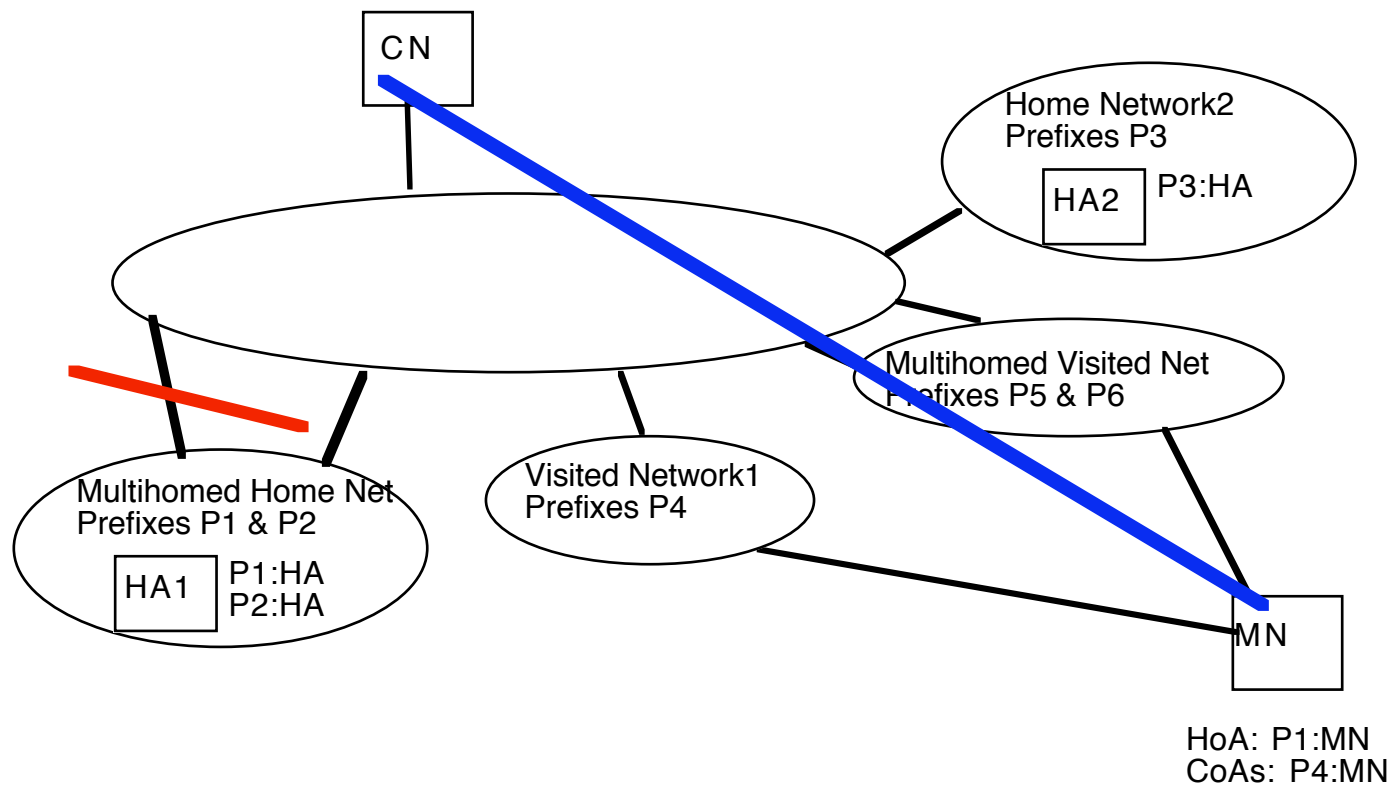 CN
Home Network2
Prefixes P3
HA2
P3:HA
Multihomed Visited Net
Prefixes P5 & P6
Visited Network1
Prefixes P4
Multihomed Home Net
Prefixes P1 & P2
HA1
P1:HA
P2:HA
MN
HoA: P1:MN
CoAs: P4:MN